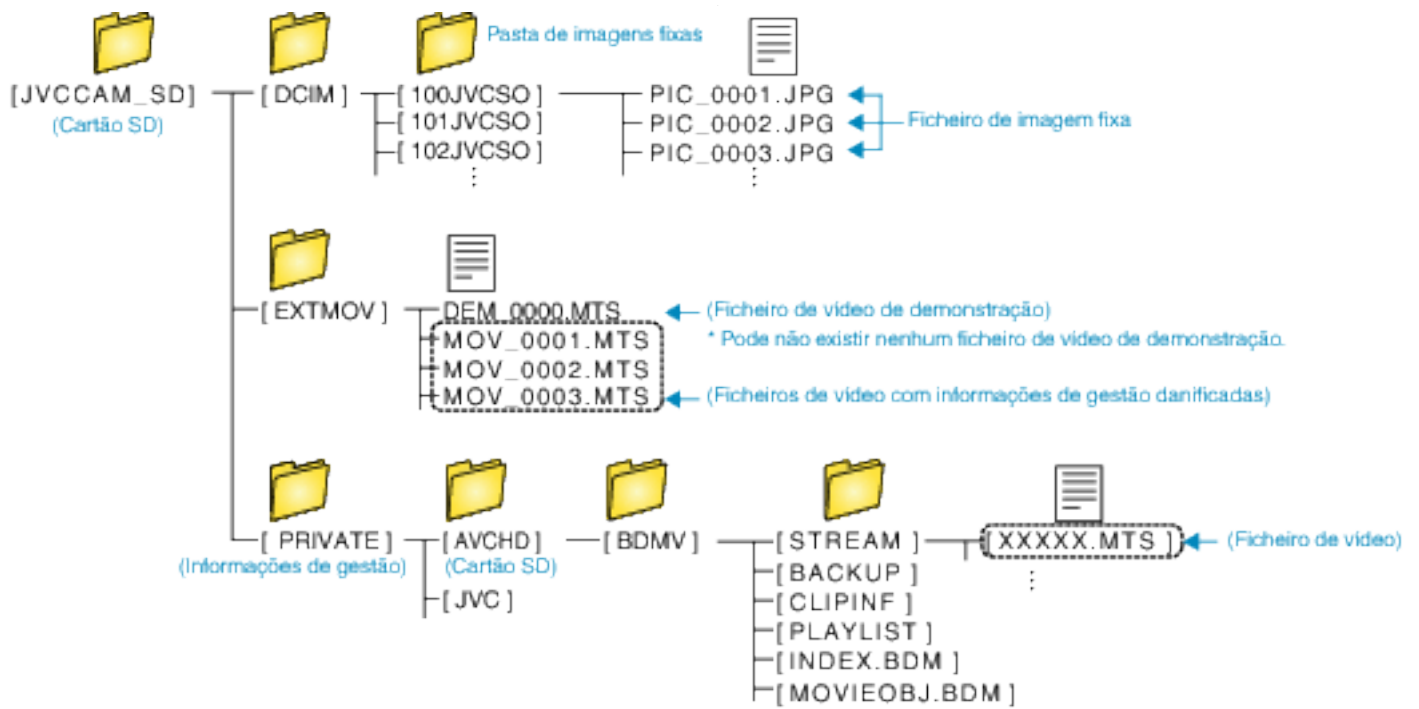 Pasta de imagens fixas
[JVCCAM_SD] [DCIM] [100JVCSO] PIC_0001.JPG
(Cartão SD) [101JVCSO] PIC_0002.JPG Ficheiro de imagem fixa
[102JVCSO] PIC_0003.JPG
[EXTMOV] DEM_0000.MTS (Ficheiro de vídeo de demonstração)
MOV_0001.MTS * Pode não existir nenhum ficheiro de vídeo de demonstração.
MOV_0002.MTS
MOV_0003.MTS (Ficheiros de vídeo com informações de gestão danificadas)
[PRIVATE] [AVCHD] [BDMV] [STREAM] [XXXXX.MTS] (Ficheiro de vídeo)
(Informações de gestão) (Cartão SD) [BACKUP]
[JVC] [CLIPINF]
[PLAYLIST]
[INDEX.BDM]
[MOVIEOBJ.BDM]